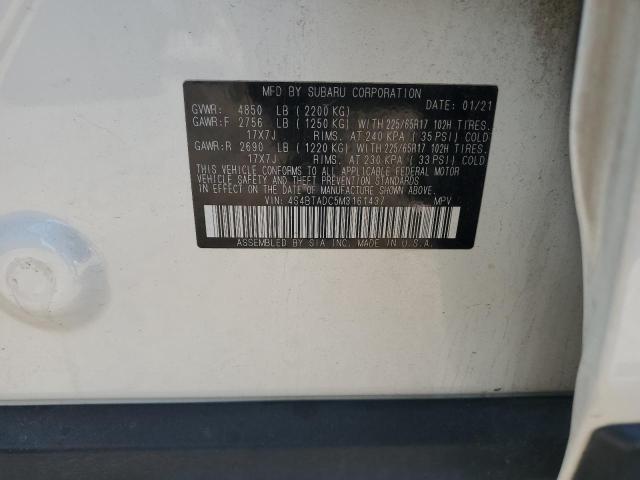 MFD BY SUBARU CORPORATION
GVWR: 4850 LB (2200 KG) DATE: 01/21
GAWR:F 2756 LB (1250 KG) WITH 225/65R17 102H TIRES.
17X7J RIMS. AT 240 KPA (35 PSI) COLD
GAWR:R 2690 LB (1220 KG) WITH 225/65R17 102H TIRES.
17X7J RIMS. AT 230 KPA (33 PSI) COLD
THIS VEHICLE CONFORMS TO ALL APPLICABLE FEDERAL MOTOR
VEHICLE SAFETY AND THEFT PREVENTION STANDARDS IN EFFECT
ON THE DATE OF MANUFACTURE SHOWN ABOVE.
VIN: 4S4BTADC5M3161437 MPV
ASSEMBLED BY SIA INC. IN U.S.A.